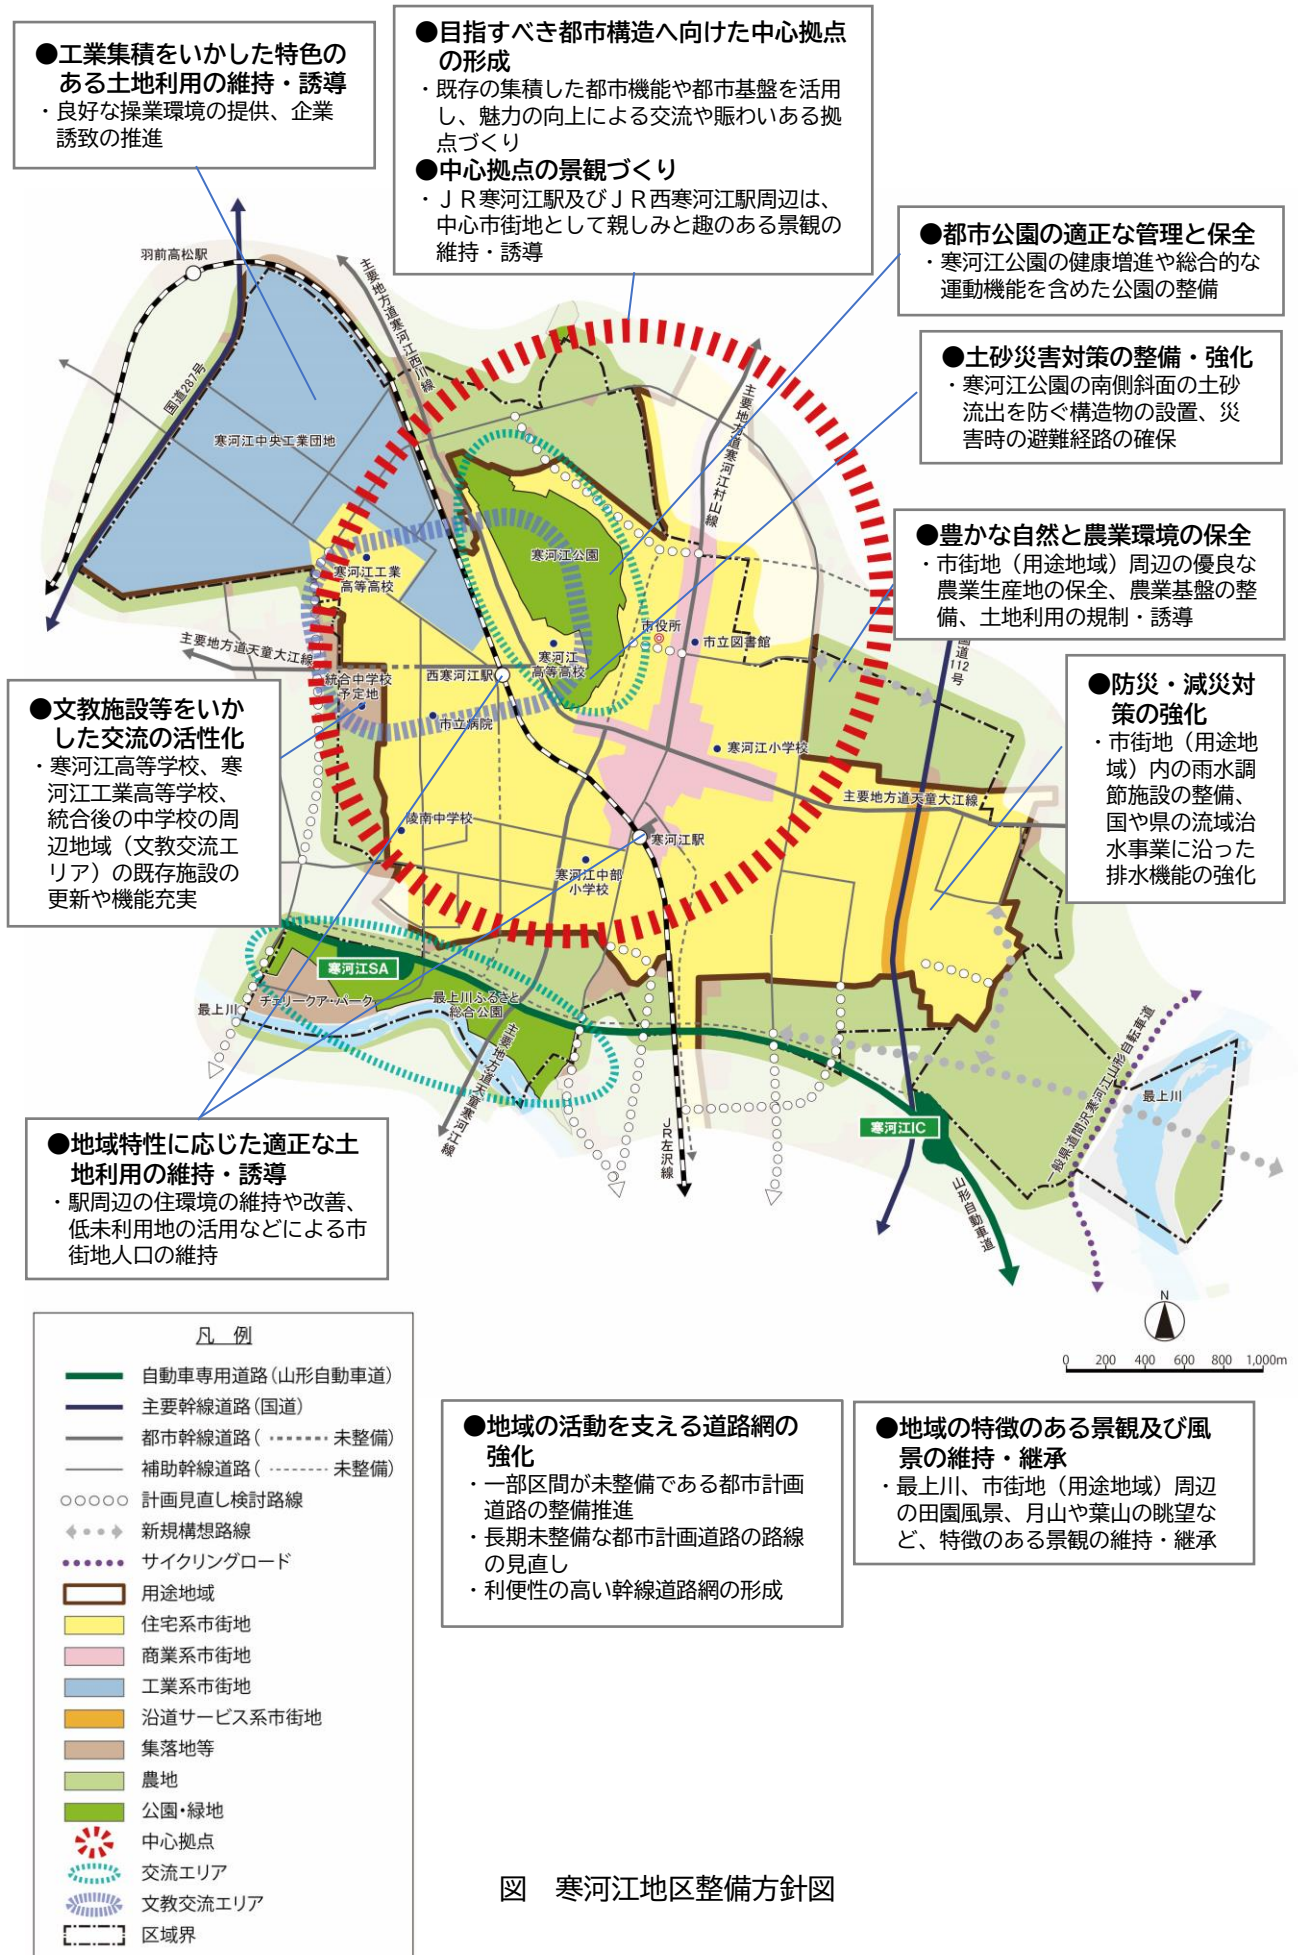 ●工業集積をいかした特色の
ある土地利用の維持・誘導
・良好な操業環境の提供、企業
誘致の推進
●目指すべき都市構造へ向けた中心拠点
の形成
・既存の集積した都市機能や都市基盤を活用
し、魅力の向上による交流や賑わいある拠
点づくり
●中心拠点の景観づくり
・ＪＲ寒河江駅及びＪＲ西寒河江駅周辺は、
中心市街地として親しみと趣のある景観の
維持・誘導
●都市公園の適正な管理と保全
・寒河江公園の健康増進や総合的な
運動機能を含めた公園の整備
●土砂災害対策の整備・強化
・寒河江公園の南側斜面の土砂
流出を防ぐ構造物の設置、災
害時の避難経路の確保
●豊かな自然と農業環境の保全
・市街地（用途地域）周辺の優良な
農業生産地の保全、農業基盤の整
備、土地利用の規制・誘導
●防災・減災対
策の強化
・市街地（用途地
域）内の雨水調
節施設の整備、
国や県の流域治
水事業に沿った
排水機能の強化
●文教施設等をいか
した交流の活性化
・寒河江高等学校、寒
河江工業高等学校、
統合後の中学校の周
辺地域（文教交流エ
リア）の既存施設の
更新や機能充実
●地域特性に応じた適正な土
地利用の維持・誘導
・駅周辺の住環境の維持や改善、
低未利用地の活用などによる市
街地人口の維持
羽前高松駅
主要地方道寒河江西川線
国道287号
寒河江中央工業団地
主要地方道寒河江村山線
寒河江公園
寒河江工業
高等高校
市役所
市立図書館
寒河江
高等高校
主要地方道天童大江線
西寒河江駅
統合中学校
予定地
市立病院
国道112号
寒河江小学校
主要地方道天童大江線
陵南中学校
寒河江駅
寒河江中部
小学校
寒河江SA
チェリークア・パーク
最上川
最上川ふるさと
総合公園
主要地方道天童寒河江線
JR左沢線
寒河江IC
山形自動車道
一般県道間沢寒河江山形自転車道
最上川
N
0 200 400 600 800 1,000m
凡 例
自動車専用道路（山形自動車道）
主要幹線道路（国道）
都市幹線道路（ 未整備）
補助幹線道路（ 未整備）
計画見直し検討路線
新規構想路線
サイクリングロード
用途地域
住宅系市街地
商業系市街地
工業系市街地
沿道サービス系市街地
集落地等
農地
公園・緑地
中心拠点
交流エリア
文教交流エリア
区域界
●地域の活動を支える道路網の
強化
・一部区間が未整備である都市計画
道路の整備推進
・長期未整備な都市計画道路の路線
の見直し
・利便性の高い幹線道路網の形成
●地域の特徴のある景観及び風
景の維持・継承
・最上川、市街地（用途地域）周辺
の田園風景、月山や葉山の眺望な
ど、特徴のある景観の維持・継承
図 寒河江地区整備方針図